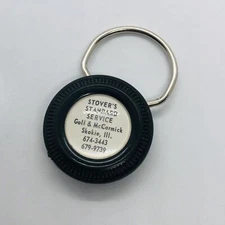 STOVER'S
STANDARD
SERVICE
Golf & McCormick
Skokie, Ill.
674-3443
679-9739